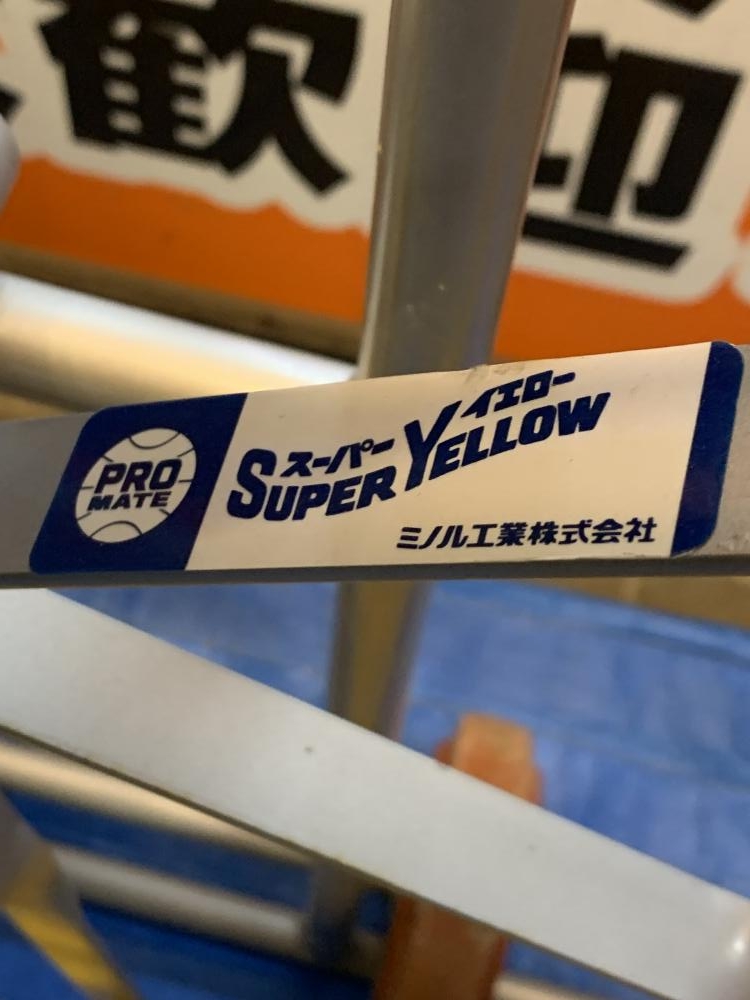 歓迎
PRO
MATE
スーパー イエロー
SUPER YELLOW
ミノル工業株式会社